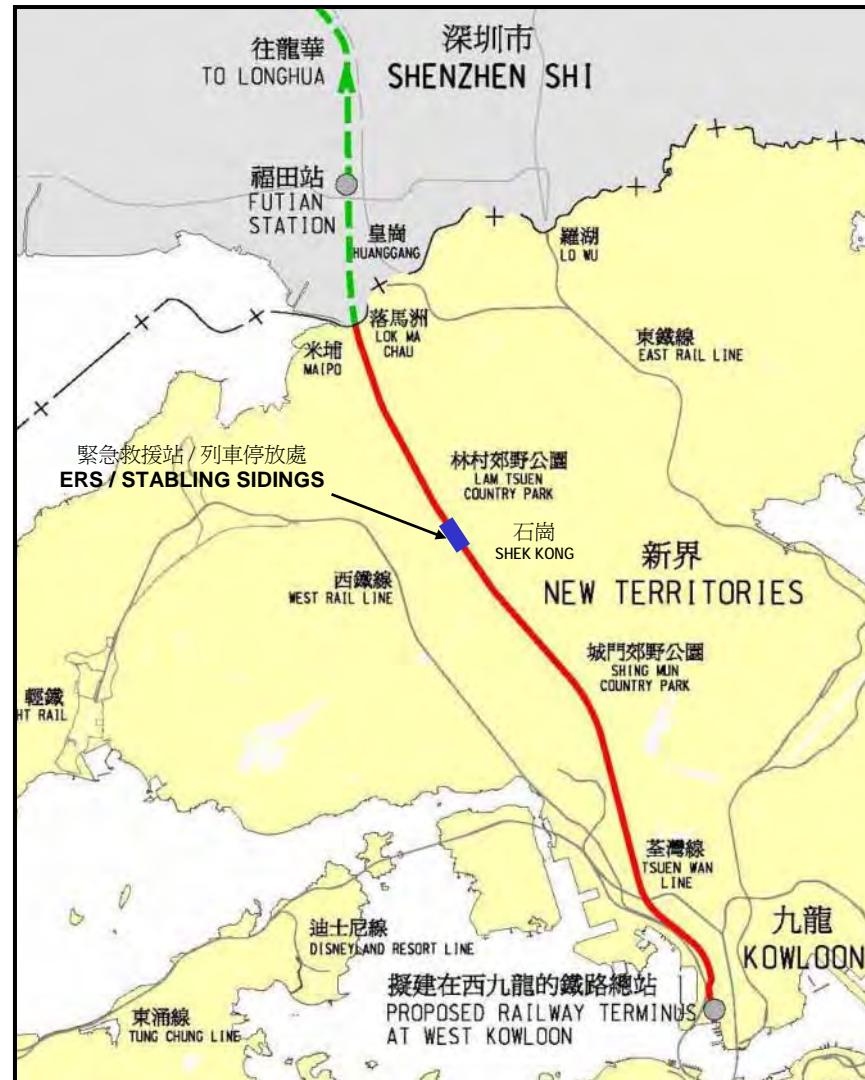 往龍華
TO LONGHUA
深圳市
SHENZHEN SHI
福田站
FUTIAN
STATION
皇崗
HUANGGANG
羅湖
LO WU
落馬洲
LOK MA
CHAU
米埔
MAIPO
東鐵線
EAST RAIL LINE
緊急救援站 / 列車停放處
ERS / STABLING SIDINGS
林村郊野公園
LAM TSUEN
COUNTRY PARK
石崗
SHEK KONG
新界
NEW TERRITORIES
西鐵線
WEST RAIL LINE
城門郊野公園
SHING MUN
COUNTRY PARK
輕鐵
HT RAIL
荃灣線
TSUEN WAN
LINE
九龍
KOWLOON
迪士尼線
DISNEYLAND RESORT LINE
擬建在西九龍的鐵路總站
PROPOSED RAILWAY TERMINUS
AT WEST KOWLOON
東涌線
TUNG CHUNG LINE